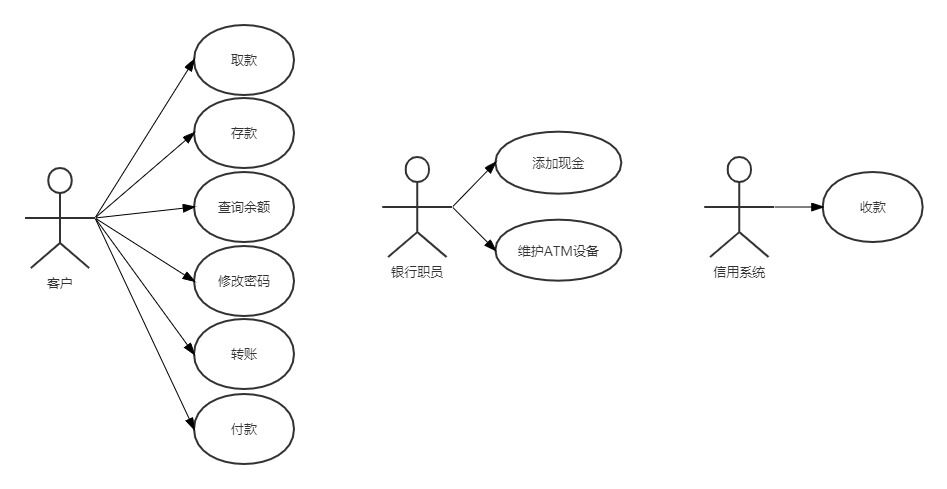 取款
存款
查询余额
修改密码
转账
付款
客户
添加现金
维护ATM设备
银行职员
收款
信用系统